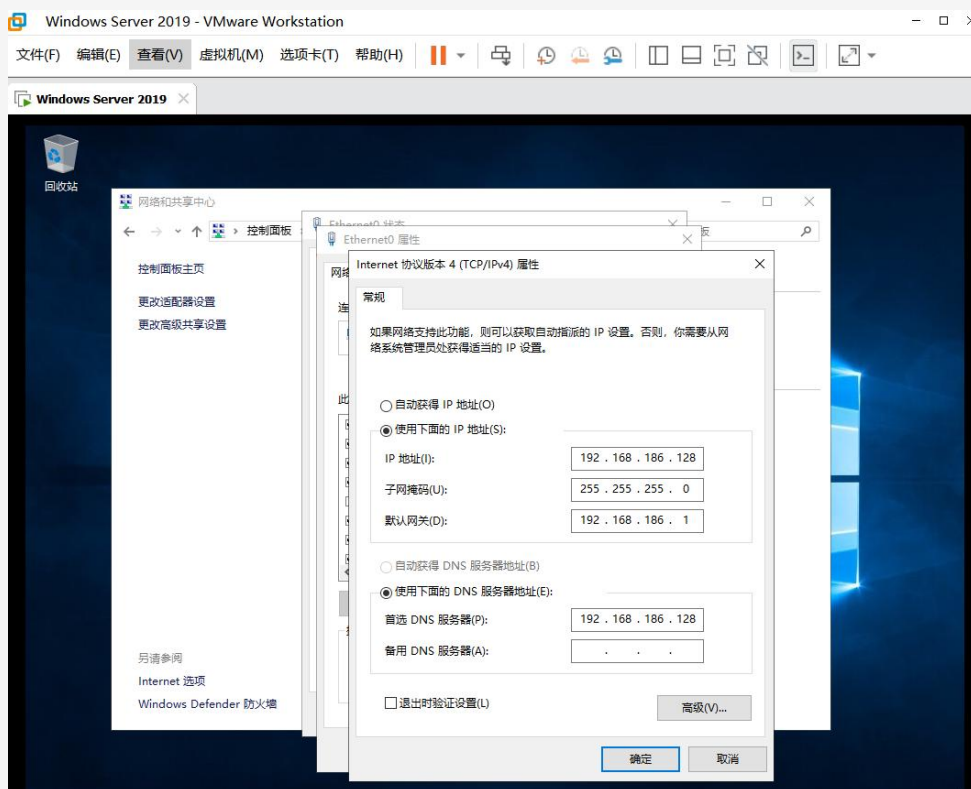 Windows Server 2019 - VMware Workstation
文件(F) 编辑(E) 查看(V) 虚拟机(M) 选项卡(T) 帮助(H)
Windows Server 2019
回收站
网络和共享中心
控制面板
Ethernet0 状态
Ethernet0 属性
Internet 协议版本 4 (TCP/IPv4) 属性
控制面板主页
更改适配器设置
更改高级共享设置
常规
如果网络支持此功能，则可以获取自动指派的 IP 设置。否则，你需要从网
络系统管理员处获得适当的 IP 设置。
自动获得 IP 地址(O)
使用下面的 IP 地址(S):
IP 地址(I): 192 . 168 . 186 . 128
子网掩码(U): 255 . 255 . 255 . 0
默认网关(D): 192 . 168 . 186 . 1
自动获得 DNS 服务器地址(B)
使用下面的 DNS 服务器地址(E):
首选 DNS 服务器(P): 192 . 168 . 186 . 128
备用 DNS 服务器(A): . . .
退出时验证设置(L)
高级(V)...
确定 取消
另请参阅
Internet 选项
Windows Defender 防火墙